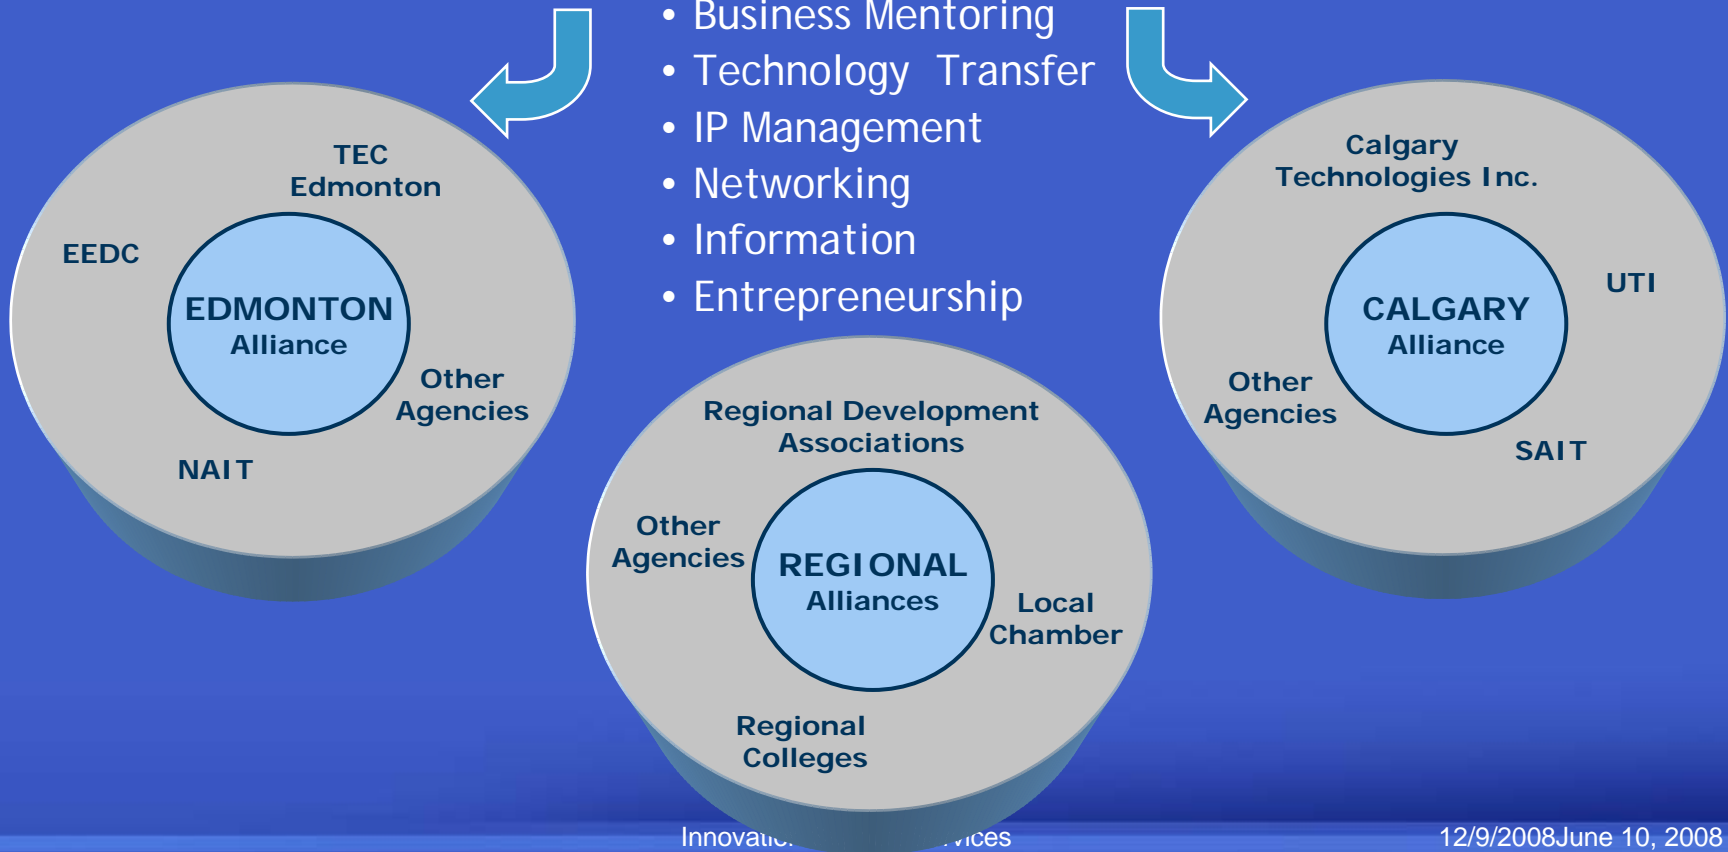 • Business Mentoring
• Technology Transfer
• IP Management
• Networking
• Information
• Entrepreneurship
TEC
Edmonton
EEDC
EDMONTON
Alliance
Other
Agencies
NAIT
Calgary
Technologies Inc.
UTI
CALGARY
Alliance
Other
Agencies
SAIT
Regional Development
Associations
Other
Agencies
REGIONAL
Alliances
Local
Chamber
Regional
Colleges
12/9/2008June 10, 2008